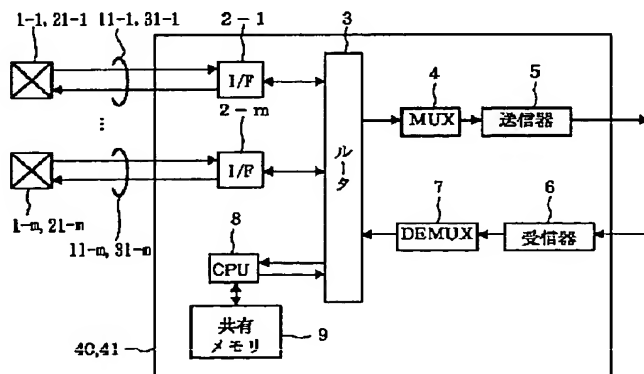 1-1, 21-1
11-1, 31-1
2-1
3
I/F
4
5
MUX
送信器
⋮
2-m
I/F
ルータ
1-m, 21-m
11-m, 31-m
8
CPU
7
6
DEMUX
受信器
共有
メモリ
9
40, 41